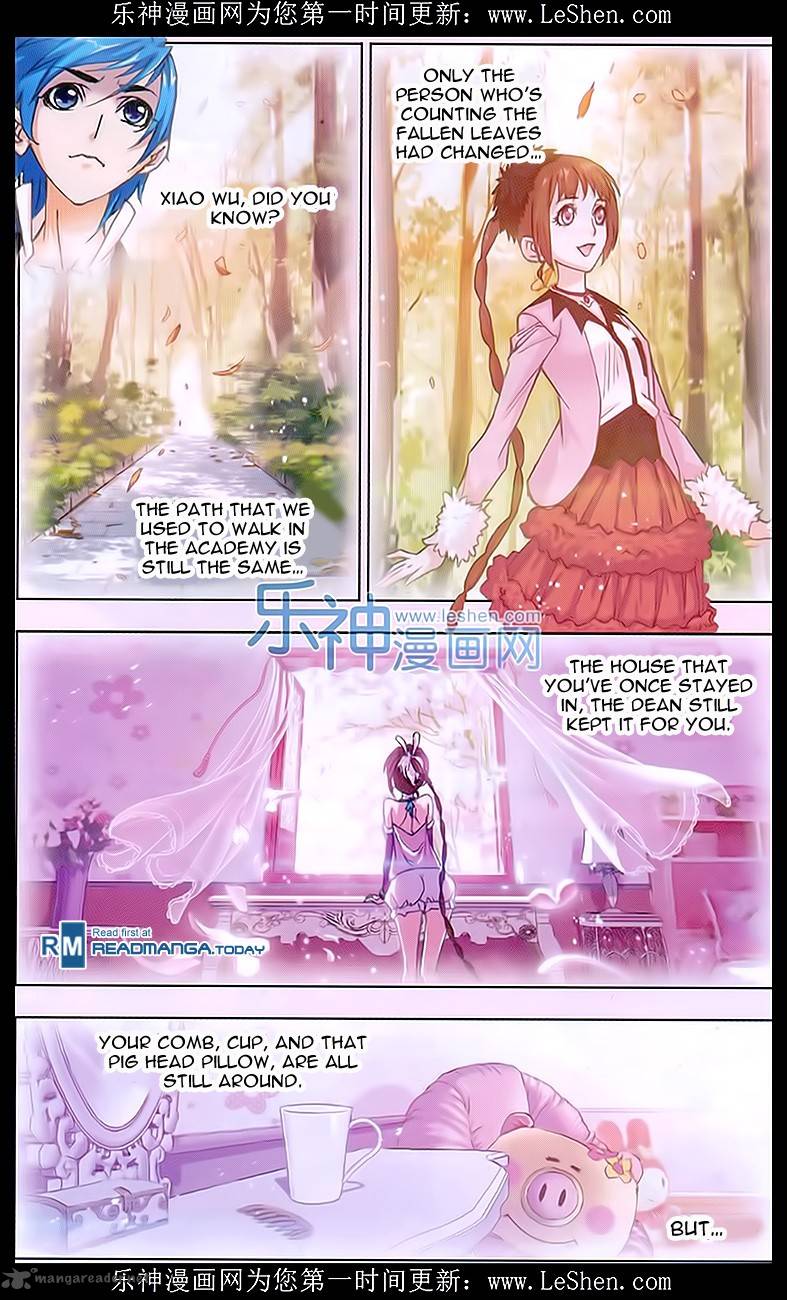 乐神漫画网为您第一时间更新：www.LeShen.com
XIAO WU, DID YOU
KNOW?
THE PATH THAT WE
USED TO WALK IN
THE ACADEMY IS
STILL THE SAME...
ONLY THE
PERSON WHO'S
COUNTING THE
FALLEN LEAVES
HAD CHANGED...
www.leshen.com
乐神漫画网
THE HOUSE THAT
YOU'VE ONCE STAYED
IN, THE DEAN STILL
KEPT IT FOR YOU.
RM
Read first at
READMANGA.TODAY
YOUR COMB, CUP, AND THAT
PIG HEAD PILLOW, ARE ALL
STILL AROUND.
BUT...
乐神漫画网为您第一时间更新：www.LeShen.com